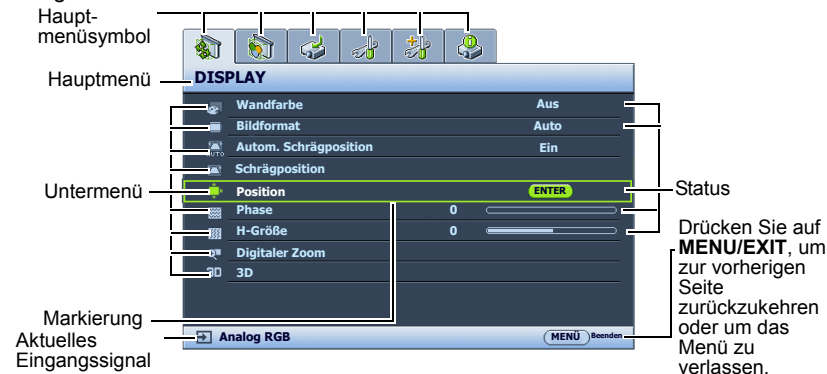 Haupt-
menüsymbol
Hauptmenü
DISPLAY
Wandfarbe Aus
Bildformat Auto
AUTO Autom. Schrägposition Ein
Schrägposition
Untermenü
Position ENTER
Status
Phase 0
H-Größe 0
Digitaler Zoom
3D 3D
Drücken Sie auf
MENU/EXIT, um
zur vorherigen
Seite
zurückzukehren
oder um das
Menü zu
verlassen.
Markierung
Aktuelles
Eingangssignal
Analog RGB
MENÜ Beenden